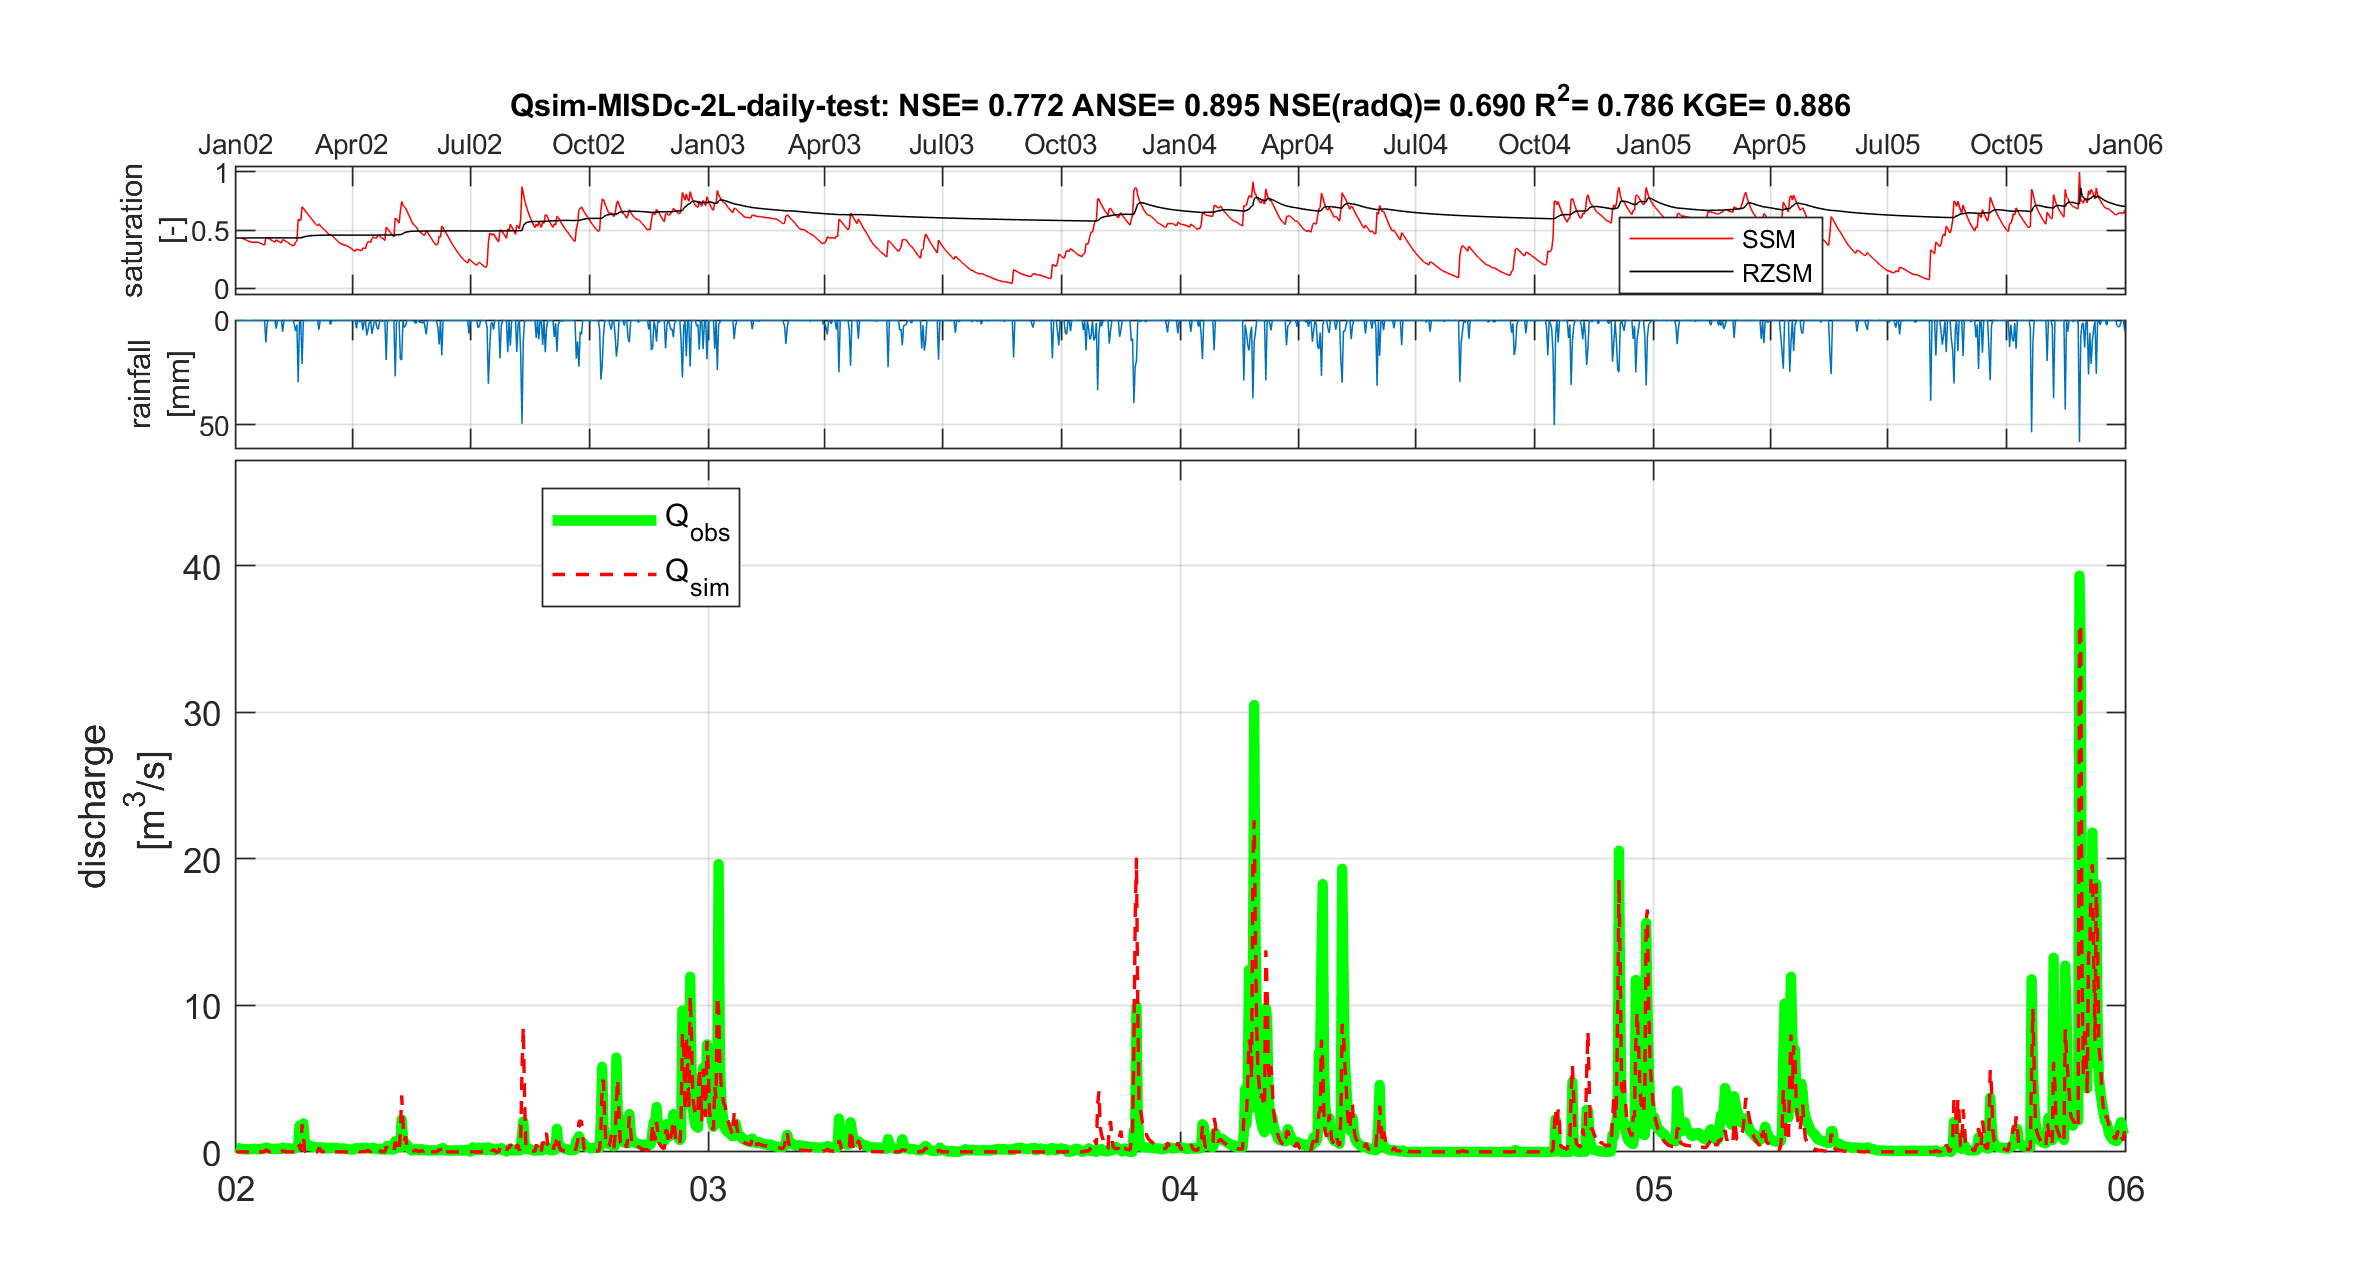 Qsim-MISDc-2L-daily-test: NSE= 0.772 ANSE= 0.895 NSE(radQ)= 0.690 R²= 0.786 KGE= 0.886
Jan02 Apr02 Jul02 Oct02 Jan03 Apr03 Jul03 Oct03 Jan04 Apr04 Jul04 Oct04 Jan05 Apr05 Jul05 Oct05 Jan06
saturation
[-]
1
0.5
0
SSM
RZSM
rainfall
[mm]
0
50
Qobs
Qsim
discharge
[m³/s]
40
30
20
10
0
02 03 04 05 06